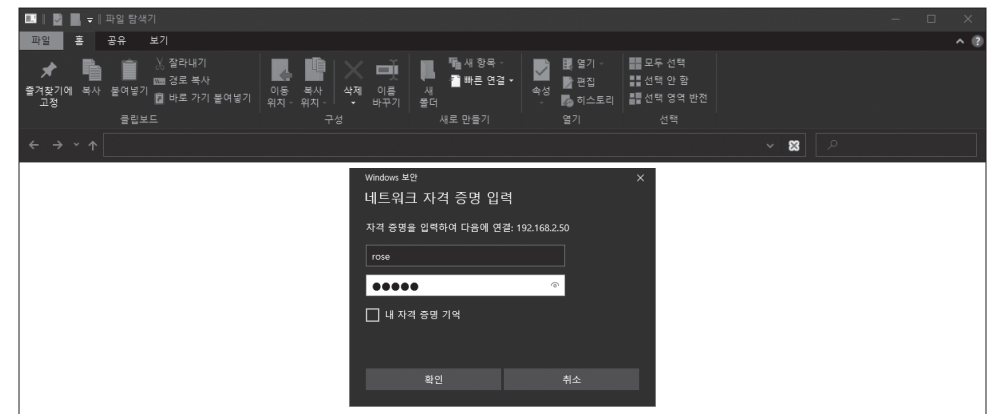 파일 탐색기
파일 홈 공유 보기
즐겨찾기에 고정
복사
붙여넣기
잘라내기
경로 복사
바로 가기 붙여넣기
클립보드
이동 위치
복사 위치
삭제
이름 바꾸기
구성
새 폴더
새 항목
빠른 연결
새로 만들기
속성
열기
편집
히스토리
열기
모두 선택
선택 안 함
선택 영역 반전
선택
Windows 보안
네트워크 자격 증명 입력
자격 증명을 입력하여 다음에 연결: 192.168.2.50
rose
●●●●●
내 자격 증명 기억
확인 취소